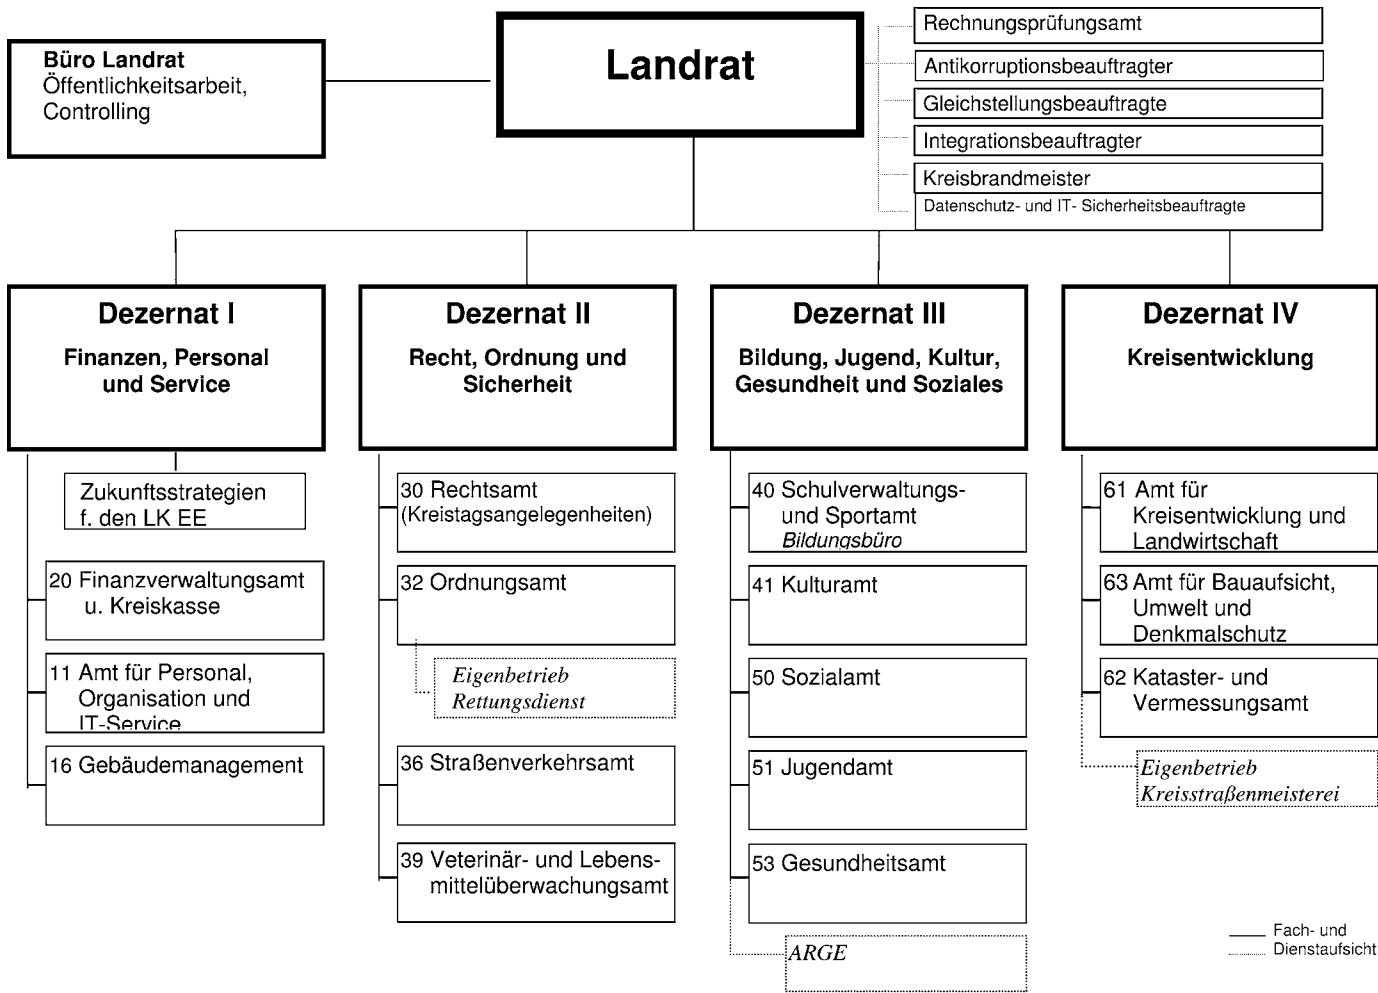 Büro Landrat
Öffentlichkeitsarbeit,
Controlling
Landrat
Rechnungsprüfungsamt
Antikorruptionsbeauftragter
Gleichstellungsbeauftragte
Integrationsbeauftragter
Kreisbrandmeister
Datenschutz- und IT- Sicherheitsbeauftragte
Dezernat I
Finanzen, Personal
und Service
Zukunftsstrategien
f. den LK EE
20 Finanzverwaltungsamt
u. Kreiskasse
11 Amt für Personal,
Organisation und
IT-Service
16 Gebäudemanagement
Dezernat II
Recht, Ordnung und
Sicherheit
30 Rechtsamt
(Kreistagsangelegenheiten)
32 Ordnungsamt
Eigenbetrieb
Rettungsdienst
36 Straßenverkehrsamt
39 Veterinär- und Lebens-
mittelüberwachungsamt
Dezernat III
Bildung, Jugend, Kultur,
Gesundheit und Soziales
40 Schulverwaltungs-
und Sportamt
Bildungsbüro
41 Kulturamt
50 Sozialamt
51 Jugendamt
53 Gesundheitsamt
ARGE
Dezernat IV
Kreisentwicklung
61 Amt für
Kreisentwicklung und
Landwirtschaft
63 Amt für Bauaufsicht,
Umwelt und
Denkmalschutz
62 Kataster- und
Vermessungsamt
Eigenbetrieb
Kreisstraßenmeisterei
Fach- und
Dienstaufsicht